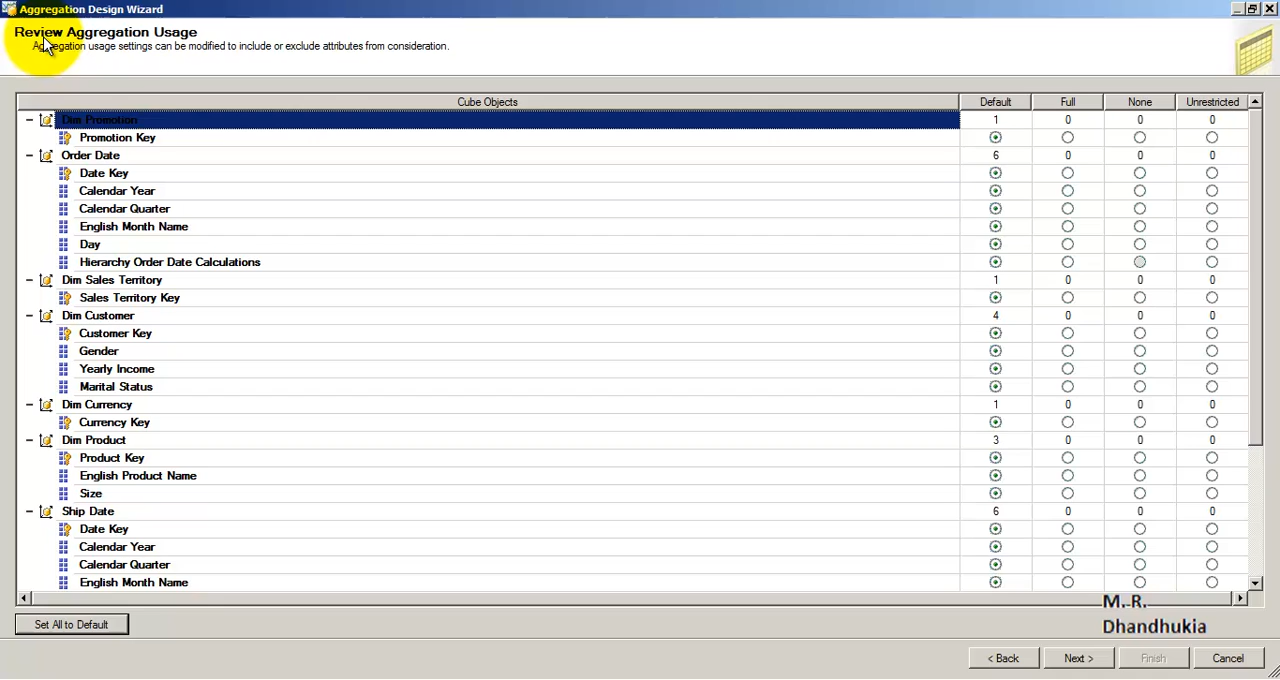 Aggregation Design Wizard
Review Aggregation Usage
Aggregation usage settings can be modified to include or exclude attributes from consideration.
Cube Objects Default Full None Unrestricted
Dim Promotion 1 0 0 0
Promotion Key
Order Date 6 0 0 0
Date Key
Calendar Year
Calendar Quarter
English Month Name
Day
Hierarchy Order Date Calculations
Dim Sales Territory 1 0 0 0
Sales Territory Key
Dim Customer 4 0 0 0
Customer Key
Gender
Yearly Income
Marital Status
Dim Currency 1 0 0 0
Currency Key
Dim Product 3 0 0 0
Product Key
English Product Name
Size
Ship Date 6 0 0 0
Date Key
Calendar Year
Calendar Quarter
English Month Name
M. R.
Set All to Default
Dhandhukia
< Back Next > Finish Cancel